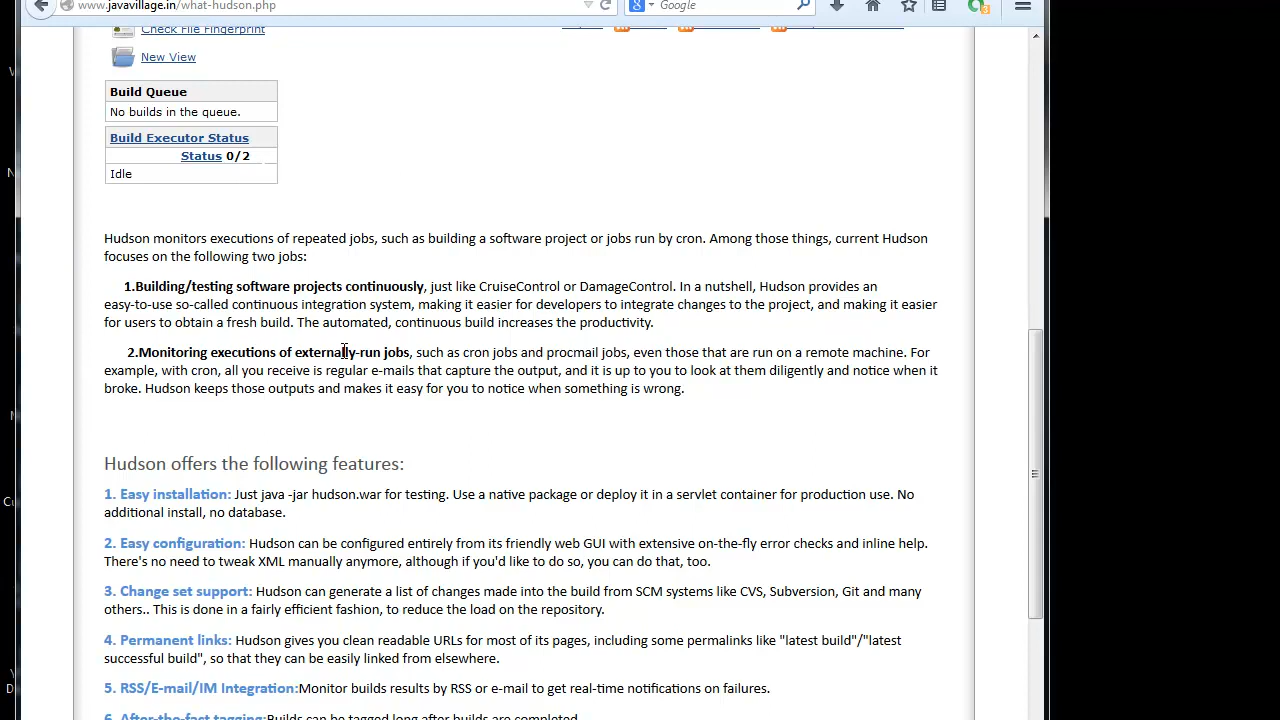 www.javavillage.in/what-hudson.php
Google
Check File Fingerprint
New View
Build Queue
No builds in the queue.
Build Executor Status
Status 0/2
Idle
Hudson monitors executions of repeated jobs, such as building a software project or jobs run by cron. Among those things, current Hudson
focuses on the following two jobs:
1.Building/testing software projects continuously, just like CruiseControl or DamageControl. In a nutshell, Hudson provides an
easy-to-use so-called continuous integration system, making it easier for developers to integrate changes to the project, and making it easier
for users to obtain a fresh build. The automated, continuous build increases the productivity.
2.Monitoring executions of externally-run jobs, such as cron jobs and procmail jobs, even those that are run on a remote machine. For
example, with cron, all you receive is regular e-mails that capture the output, and it is up to you to look at them diligently and notice when it
broke. Hudson keeps those outputs and makes it easy for you to notice when something is wrong.
Hudson offers the following features:
1. Easy installation: Just java -jar hudson.war for testing. Use a native package or deploy it in a servlet container for production use. No
additional install, no database.
2. Easy configuration: Hudson can be configured entirely from its friendly web GUI with extensive on-the-fly error checks and inline help.
There's no need to tweak XML manually anymore, although if you'd like to do so, you can do that, too.
3. Change set support: Hudson can generate a list of changes made into the build from SCM systems like CVS, Subversion, Git and many
others.. This is done in a fairly efficient fashion, to reduce the load on the repository.
4. Permanent links: Hudson gives you clean readable URLs for most of its pages, including some permalinks like "latest build"/"latest
successful build", so that they can be easily linked from elsewhere.
5. RSS/E-mail/IM Integration:Monitor builds results by RSS or e-mail to get real-time notifications on failures.
6. After-the-fact tagging:Builds can be tagged long after builds are completed